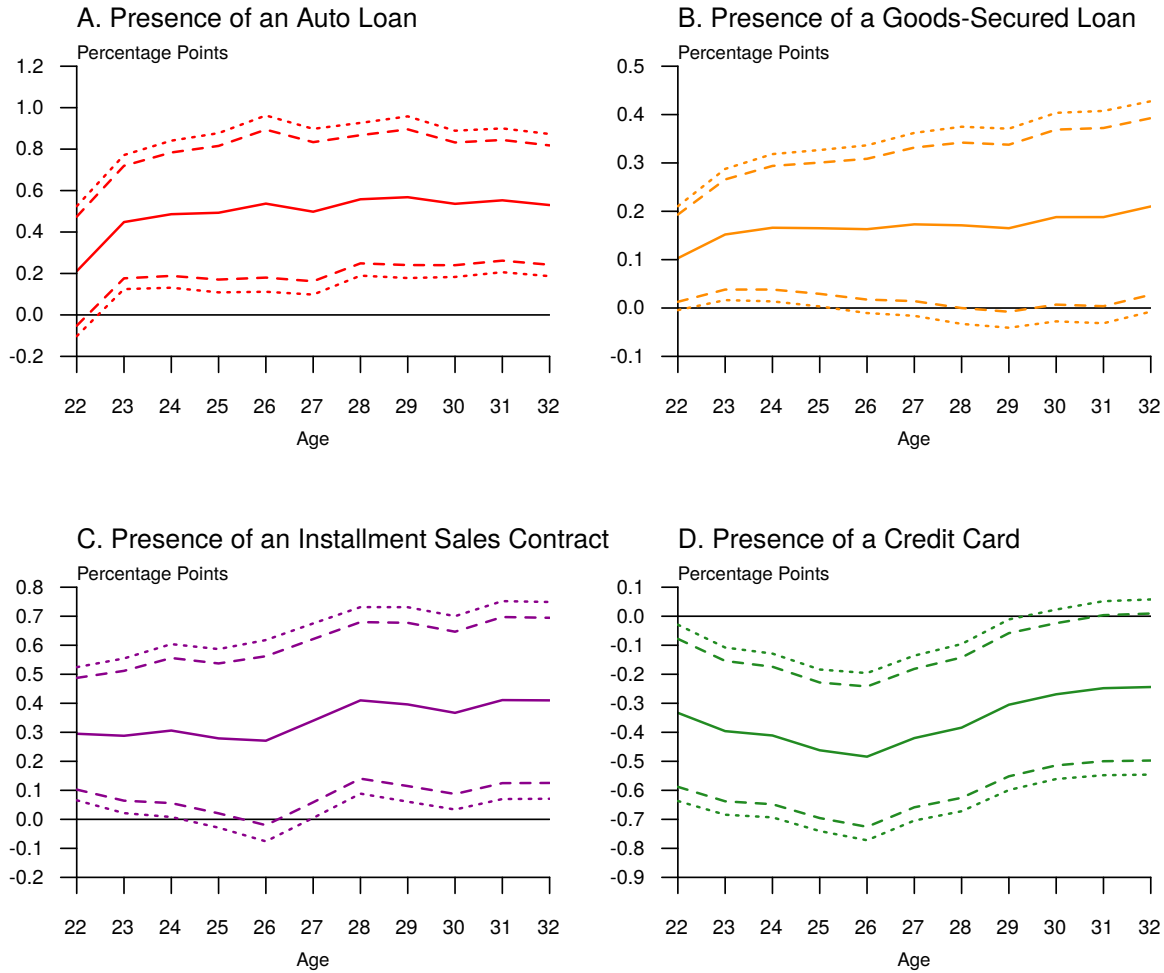 A. Presence of an Auto Loan
Percentage Points
1.2
1.0
0.8
0.6
0.4
0.2
0.0
-0.2
22 23 24 25 26 27 28 29 30 31 32
Age
B. Presence of a Goods-Secured Loan
Percentage Points
0.5
0.4
0.3
0.2
0.1
0.0
-0.1
22 23 24 25 26 27 28 29 30 31 32
Age
C. Presence of an Installment Sales Contract
Percentage Points
0.8
0.7
0.6
0.5
0.4
0.3
0.2
0.1
0.0
-0.1
-0.2
22 23 24 25 26 27 28 29 30 31 32
Age
D. Presence of a Credit Card
Percentage Points
0.1
0.0
-0.1
-0.2
-0.3
-0.4
-0.5
-0.6
-0.7
-0.8
-0.9
22 23 24 25 26 27 28 29 30 31 32
Age